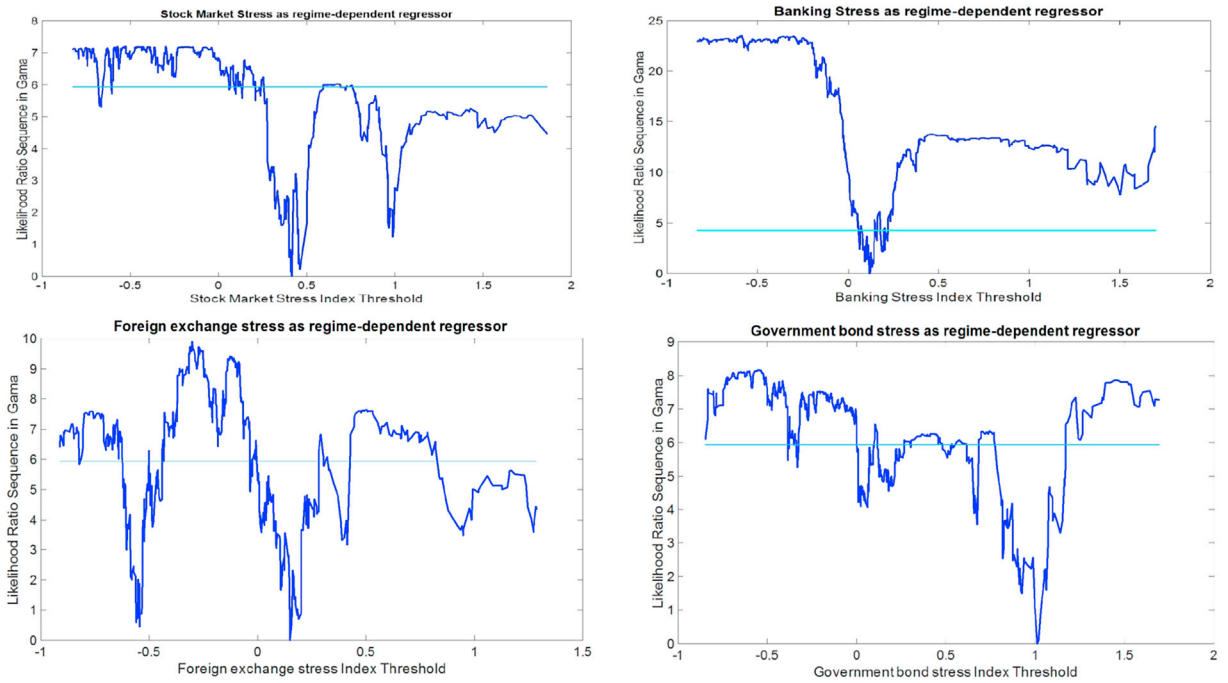 Stock Market Stress as regime-dependent regressor
Likelihood Ratio Sequence in Gama
8
7
6
5
4
3
2
1
0
-1 -0.5 0 0.5 1 1.5 2
Stock Market Stress Index Threshold
Banking Stress as regime-dependent regressor
Likelihood Ratio Sequence in Gama
25
20
15
10
5
0
-1 -0.5 0 0.5 1 1.5 2
Banking Stress Index Threshold
Foreign exchange stress as regime-dependent regressor
Likelihood Ratio Sequence in Gama
10
9
8
7
6
5
4
3
2
1
0
-1 -0.5 0 0.5 1 1.5
Foreign exchange stress Index Threshold
Government bond stress as regime-dependent regressor
Likelihood Ratio Sequence in Gama
9
8
7
6
5
4
3
2
1
0
-1 -0.5 0 0.5 1 1.5 2
Government bond stress Index Threshold